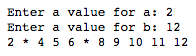 Enter a value for a: 2
Enter a value for b: 12
2 * 4 5 6 * 8 9 10 11 12